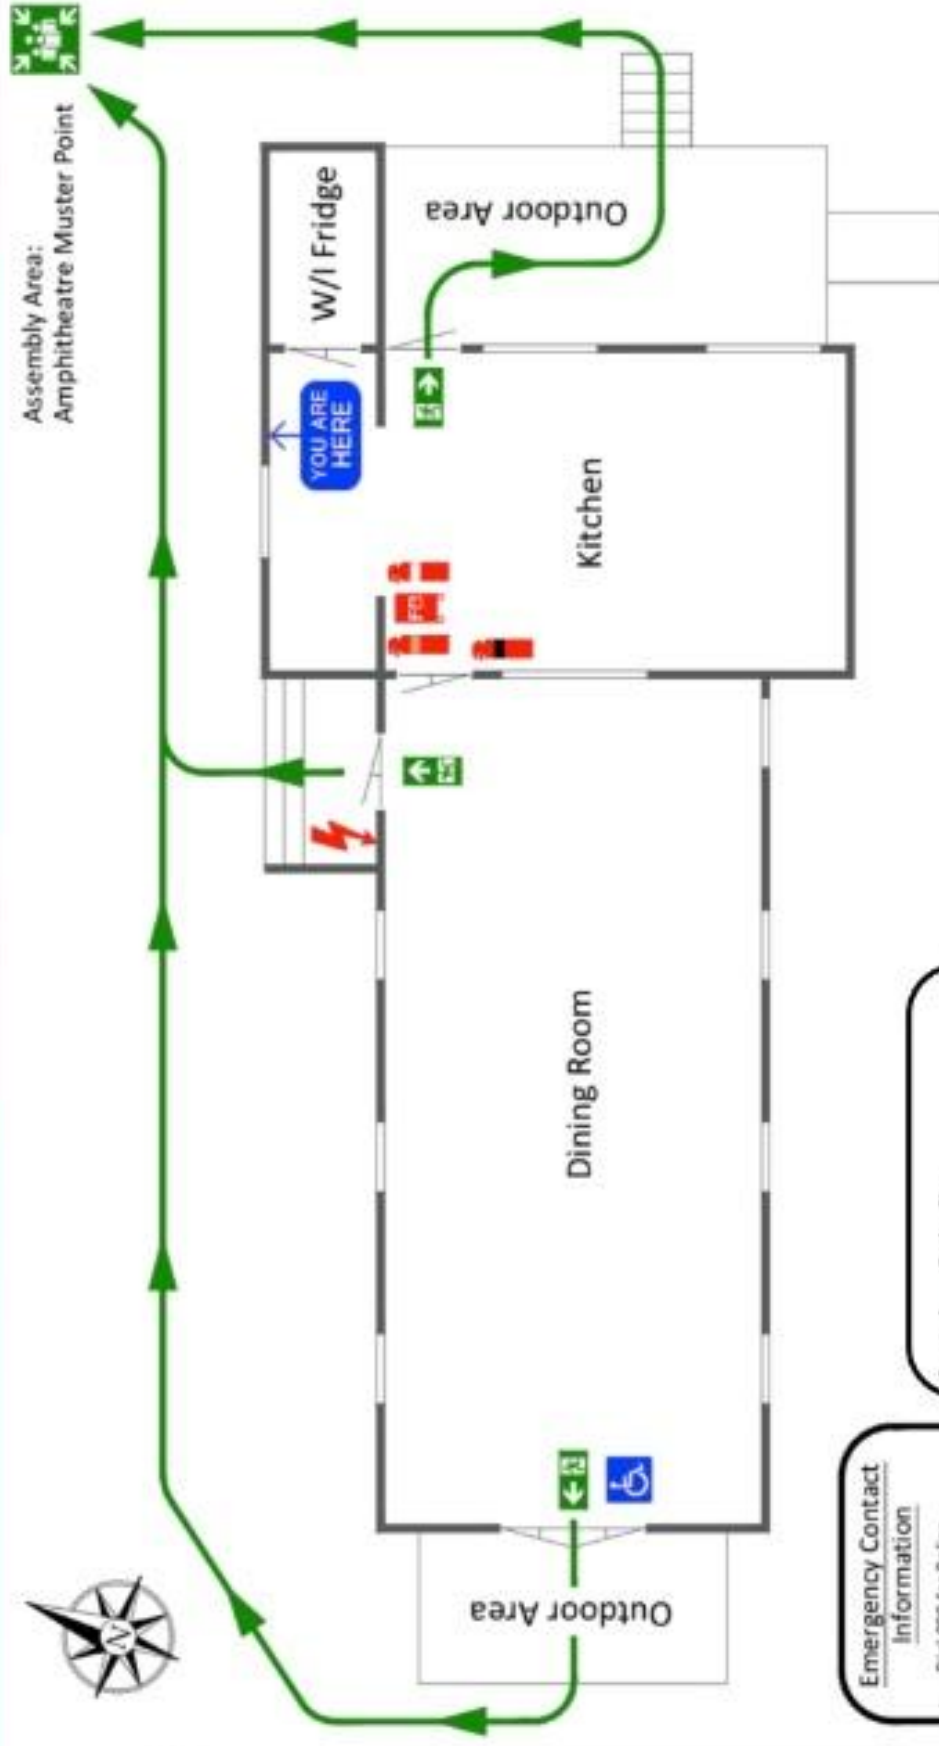 Assembly Area:
Amphitheatre Muster Point
W/I Fridge
Outdoor Area
YOU ARE
HERE
Kitchen
Dining Room
Outdoor Area
N
Emergency Contact
Information